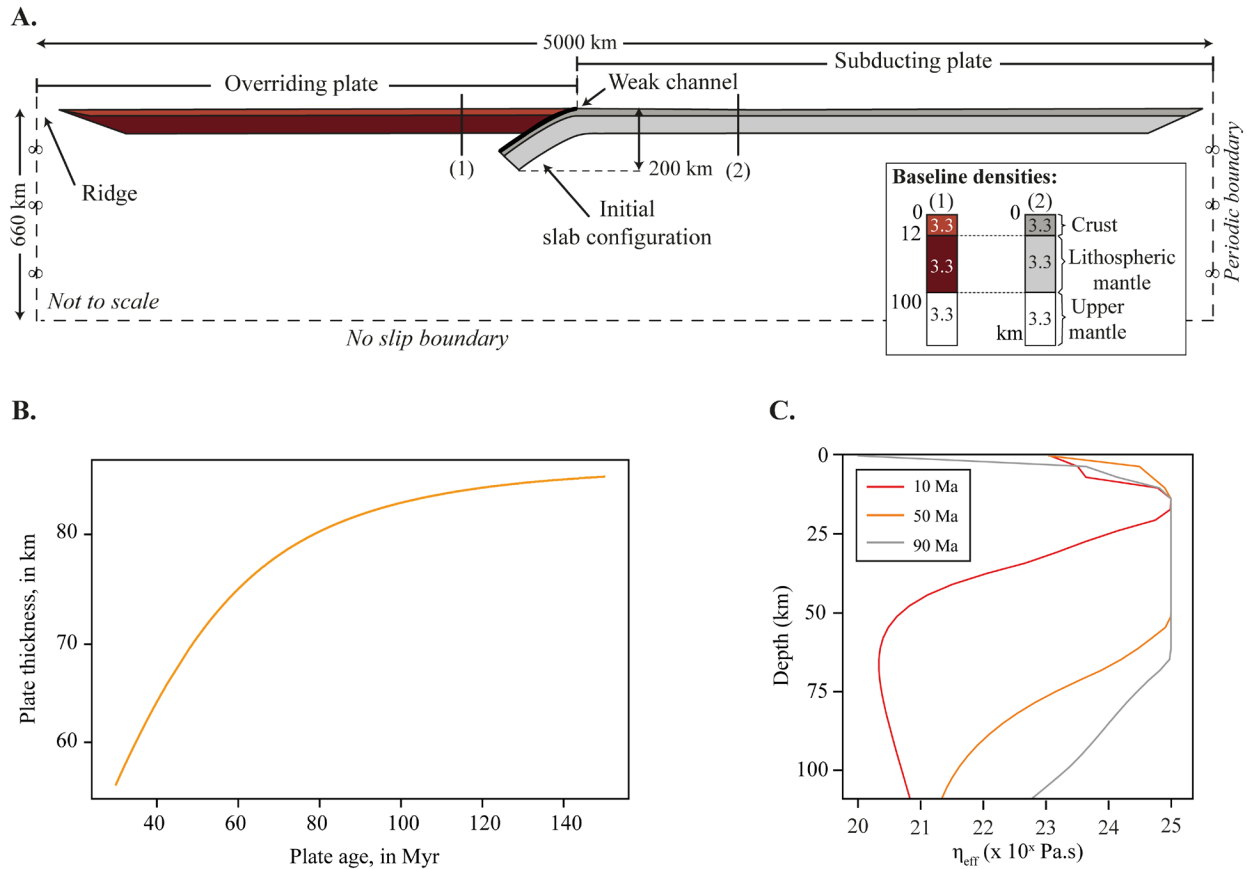 A.
5000 km
Overriding plate
Subducting plate
Weak channel
(1)
(2)
200 km
Ridge
Initial
slab configuration
660 km
∞
∞
∞
∞
∞
∞
Periodic boundary
Not to scale
No slip boundary
Baseline densities:
(1) (2)
0 0
3.3 3.3 Crust
12
3.3 3.3 Lithospheric
mantle
100
3.3 3.3 Upper
km mantle
B.
Plate thickness, in km
80
70
60
40 60 80 100 120 140
Plate age, in Myr
C.
Depth (km)
0
25
50
75
100
10 Ma
50 Ma
90 Ma
20 21 22 23 24 25
ηeff (x 10ˣ Pa.s)